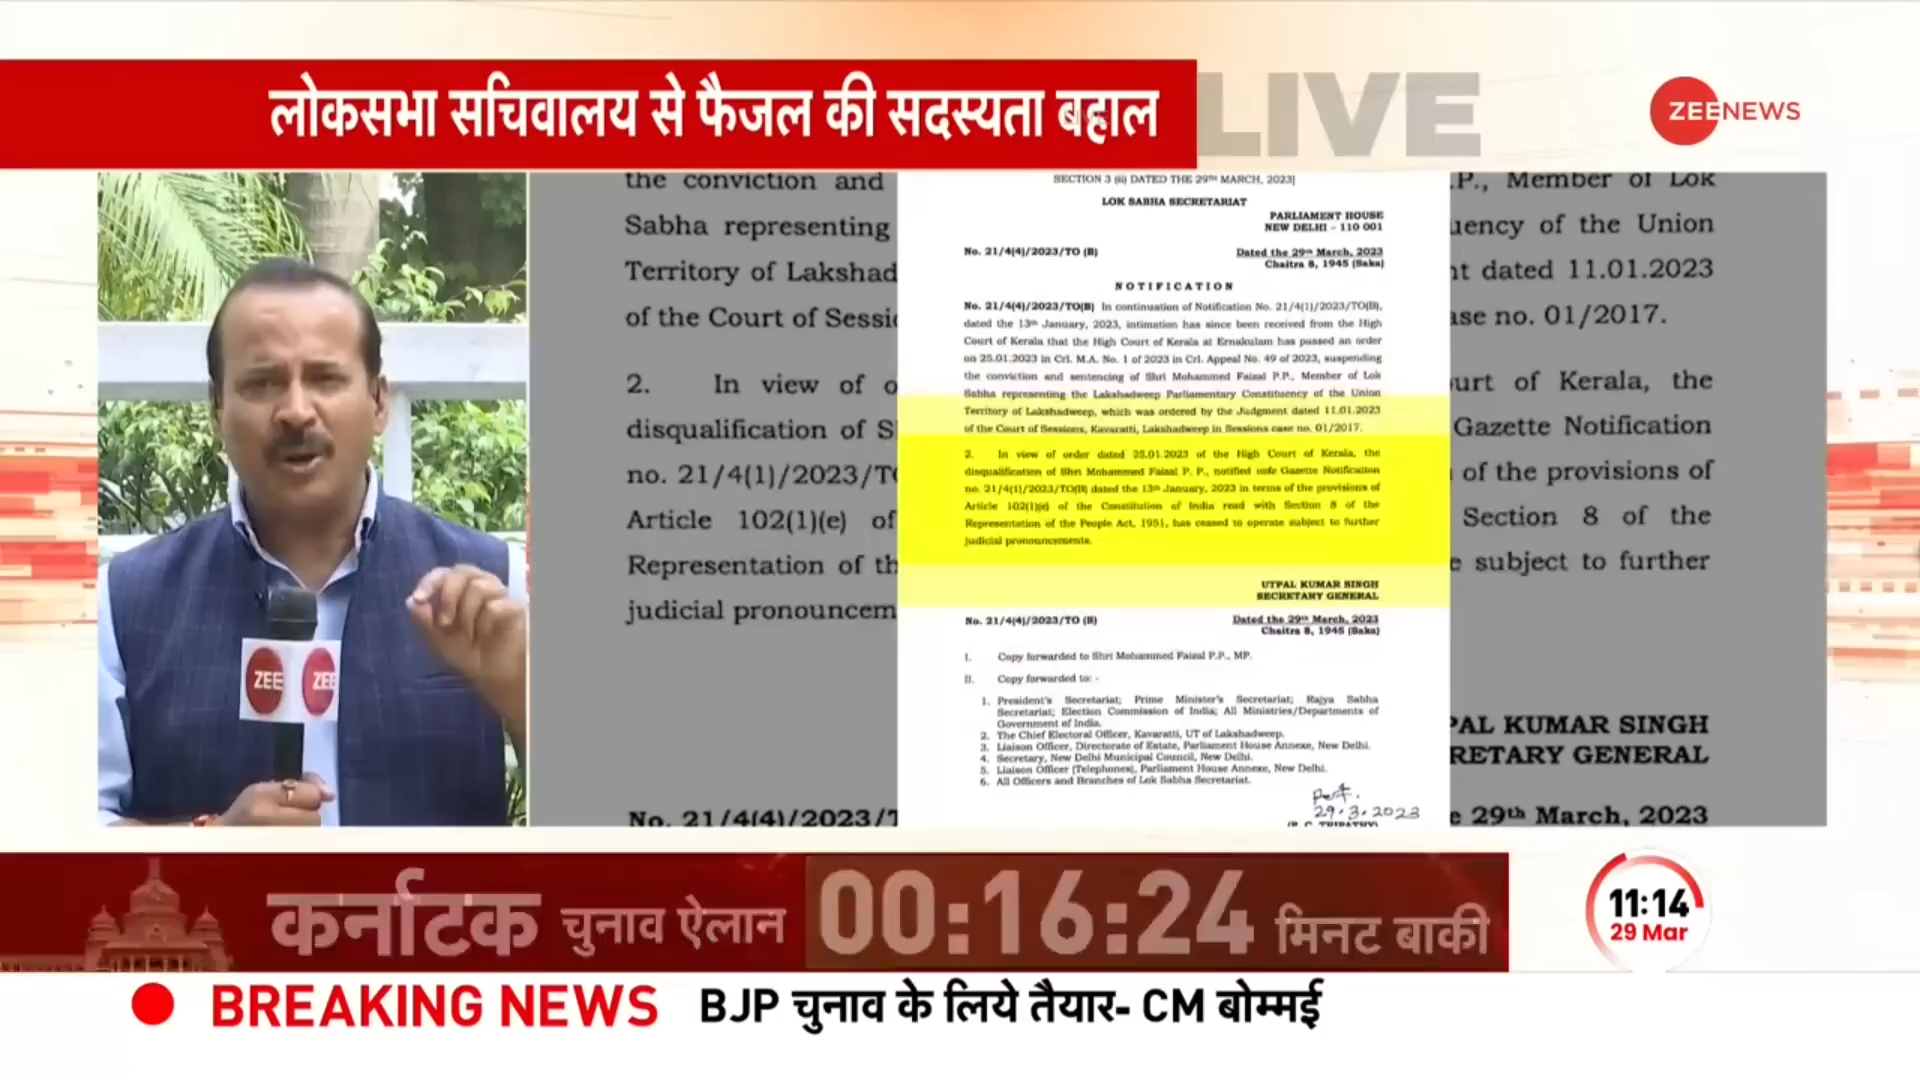 लोकसभा सचिवालय से फैजल की सदस्यता बहाल
LIVE
ZEE NEWS
the conviction and
Sabha representing
Territory of Lakshad
of the Court of Sessi
2. In view of o
disqualification of S
no. 21/4(1)/2023/T
Article 102(1)(e) of
Representation of th
judicial pronouncem
No. 21/4(4)/2023/T
SECTION 3 (ii) DATED THE 29TH MARCH, 2023]
LOK SABHA SECRETARIAT
PARLIAMENT HOUSE
NEW DELHI – 110 001
No. 21/4(4)/2023/TO (B)
Dated the 29th March, 2023
Chaitra 8, 1945 (Saka)
NOTIFICATION
No. 21/4(4)/2023/TO(B) In continuation of Notification No. 21/4(1)/2023/TO(B),
dated the 13th January, 2023, intimation has since been received from the High
Court of Kerala that the High Court of Kerala at Ernakulam has passed an order
on 25.01.2023 in Crl. M.A. No. 1 of 2023 in Crl. Appeal No. 49 of 2023, suspending
the conviction and sentencing of Shri Mohammed Faizal P.P., Member of Lok
Sabha representing the Lakshadweep Parliamentary Constituency of the Union
Territory of Lakshadweep, which was ordered by the Judgment dated 11.01.2023
of the Court of Sessions, Kavaratti, Lakshadweep in Sessions case no. 01/2017.
2. In view of order dated 25.01.2023 of the High Court of Kerala, the
disqualification of Shri Mohammed Faizal P. P., notified vide Gazette Notification
no. 21/4(1)/2023/TO(B) dated the 13th January, 2023 in terms of the provisions of
Article 102(1)(e) of the Constitution of India read with Section 8 of the
Representation of the People Act, 1951, has ceased to operate subject to further
judicial pronouncements.
UTPAL KUMAR SINGH
SECRETARY GENERAL
No. 21/4(4)/2023/TO (B)
Dated the 29th March, 2023
Chaitra 8, 1945 (Saka)
I. Copy forwarded to Shri Mohammed Faizal P.P., MP.
II. Copy forwarded to: -
1. President's Secretariat; Prime Minister's Secretariat; Rajya Sabha
Secretariat; Election Commission of India; All Ministries/Departments of
Government of India.
2. The Chief Electoral Officer, Kavaratti, UT of Lakshadweep.
3. Liaison Officer, Directorate of Estate, Parliament House Annexe, New Delhi.
4. Secretary, New Delhi Municipal Council, New Delhi.
5. Liaison Officer (Telephones), Parliament House Annexe, New Delhi.
6. All Officers and Branches of Lok Sabha Secretariat.
29.3.2023
(P. C. TRIPATHY)
.P., Member of Lok
uency of the Union
nt dated 11.01.2023
ase no. 01/2017.
urt of Kerala, the
Gazette Notification
of the provisions of
Section 8 of the
e subject to further
PAL KUMAR SINGH
RETARY GENERAL
e 29th March, 2023
ZEE ZEE
कर्नाटक चुनाव ऐलान 00:16:24 मिनट बाकी
11:14
29 Mar
BREAKING NEWS BJP चुनाव के लिये तैयार- CM बोम्मई